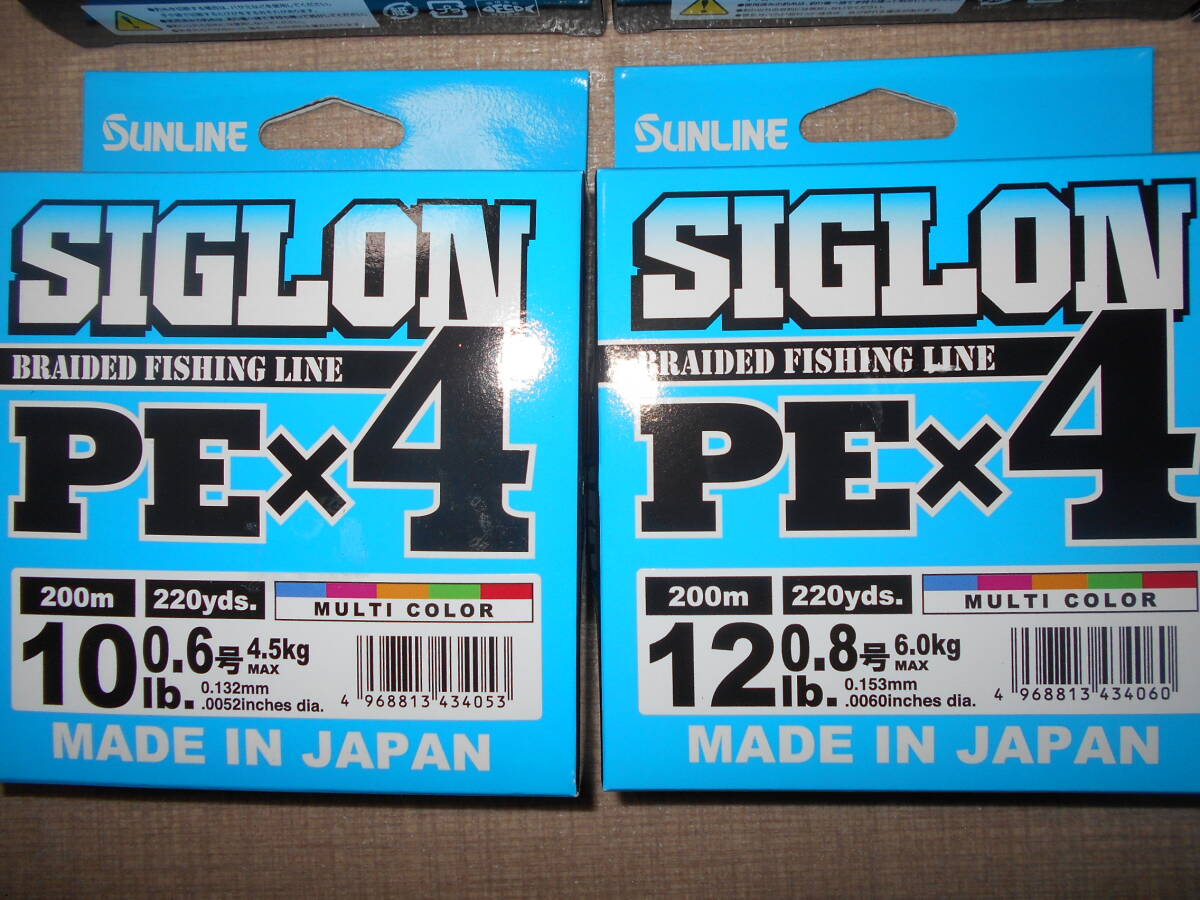 SUNLINE
SIGLON
BRAIDED FISHING LINE
PE×4
200m 220yds. MULTI COLOR
10lb. 0.6号 4.5kg MAX
0.132mm
.0052inches dia.
4 968813 434053
MADE IN JAPAN
SUNLINE
SIGLON
BRAIDED FISHING LINE
PE×4
200m 220yds. MULTI COLOR
12lb. 0.8号 6.0kg MAX
0.153mm
.0060inches dia.
4 968813 434060
MADE IN JAPAN